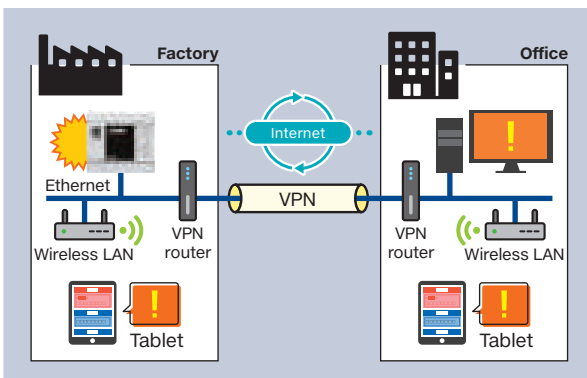 Factory
Office
Internet
!
Ethernet
VPN
Wireless LAN
VPN
router
VPN
router
Wireless LAN
!
Tablet
!
Tablet